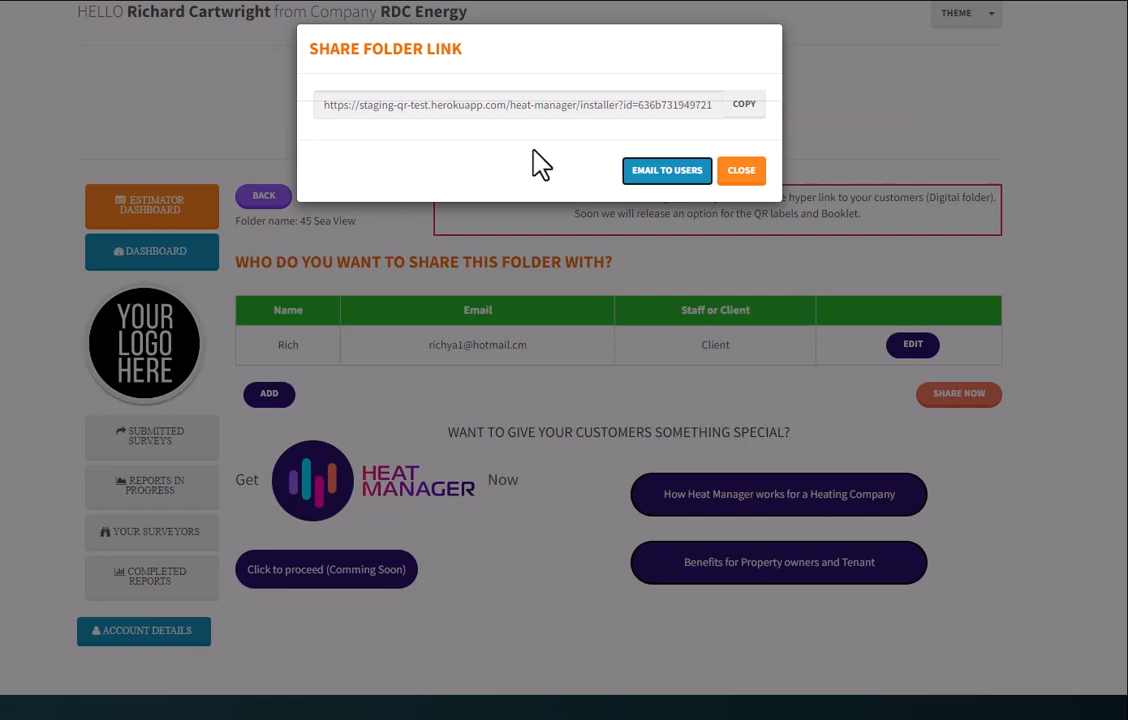 HELLO Richard Cartwright from Company RDC Energy
THEME
SHARE FOLDER LINK
https://staging-qr-test.herokuapp.com/heat-manager/installer?id=636b731949721
COPY
EMAIL TO USERS
CLOSE
ESTIMATOR
DASHBOARD
DASHBOARD
BACK
Folder name: 45 Sea View
hyper link to your customers (Digital folder).
Soon we will release an option for the QR labels and Booklet.
WHO DO YOU WANT TO SHARE THIS FOLDER WITH?
Name Email Staff or Client
Rich richya1@hotmail.cm Client EDIT
ADD
SHARE NOW
YOUR
LOGO
HERE
SUBMITTED
SURVEYS
REPORTS IN
PROGRESS
YOUR SURVEYORS
COMPLETED
REPORTS
ACCOUNT DETAILS
WANT TO GIVE YOUR CUSTOMERS SOMETHING SPECIAL?
Get HEAT MANAGER Now
How Heat Manager works for a Heating Company
Click to proceed (Comming Soon)
Benefits for Property owners and Tenant